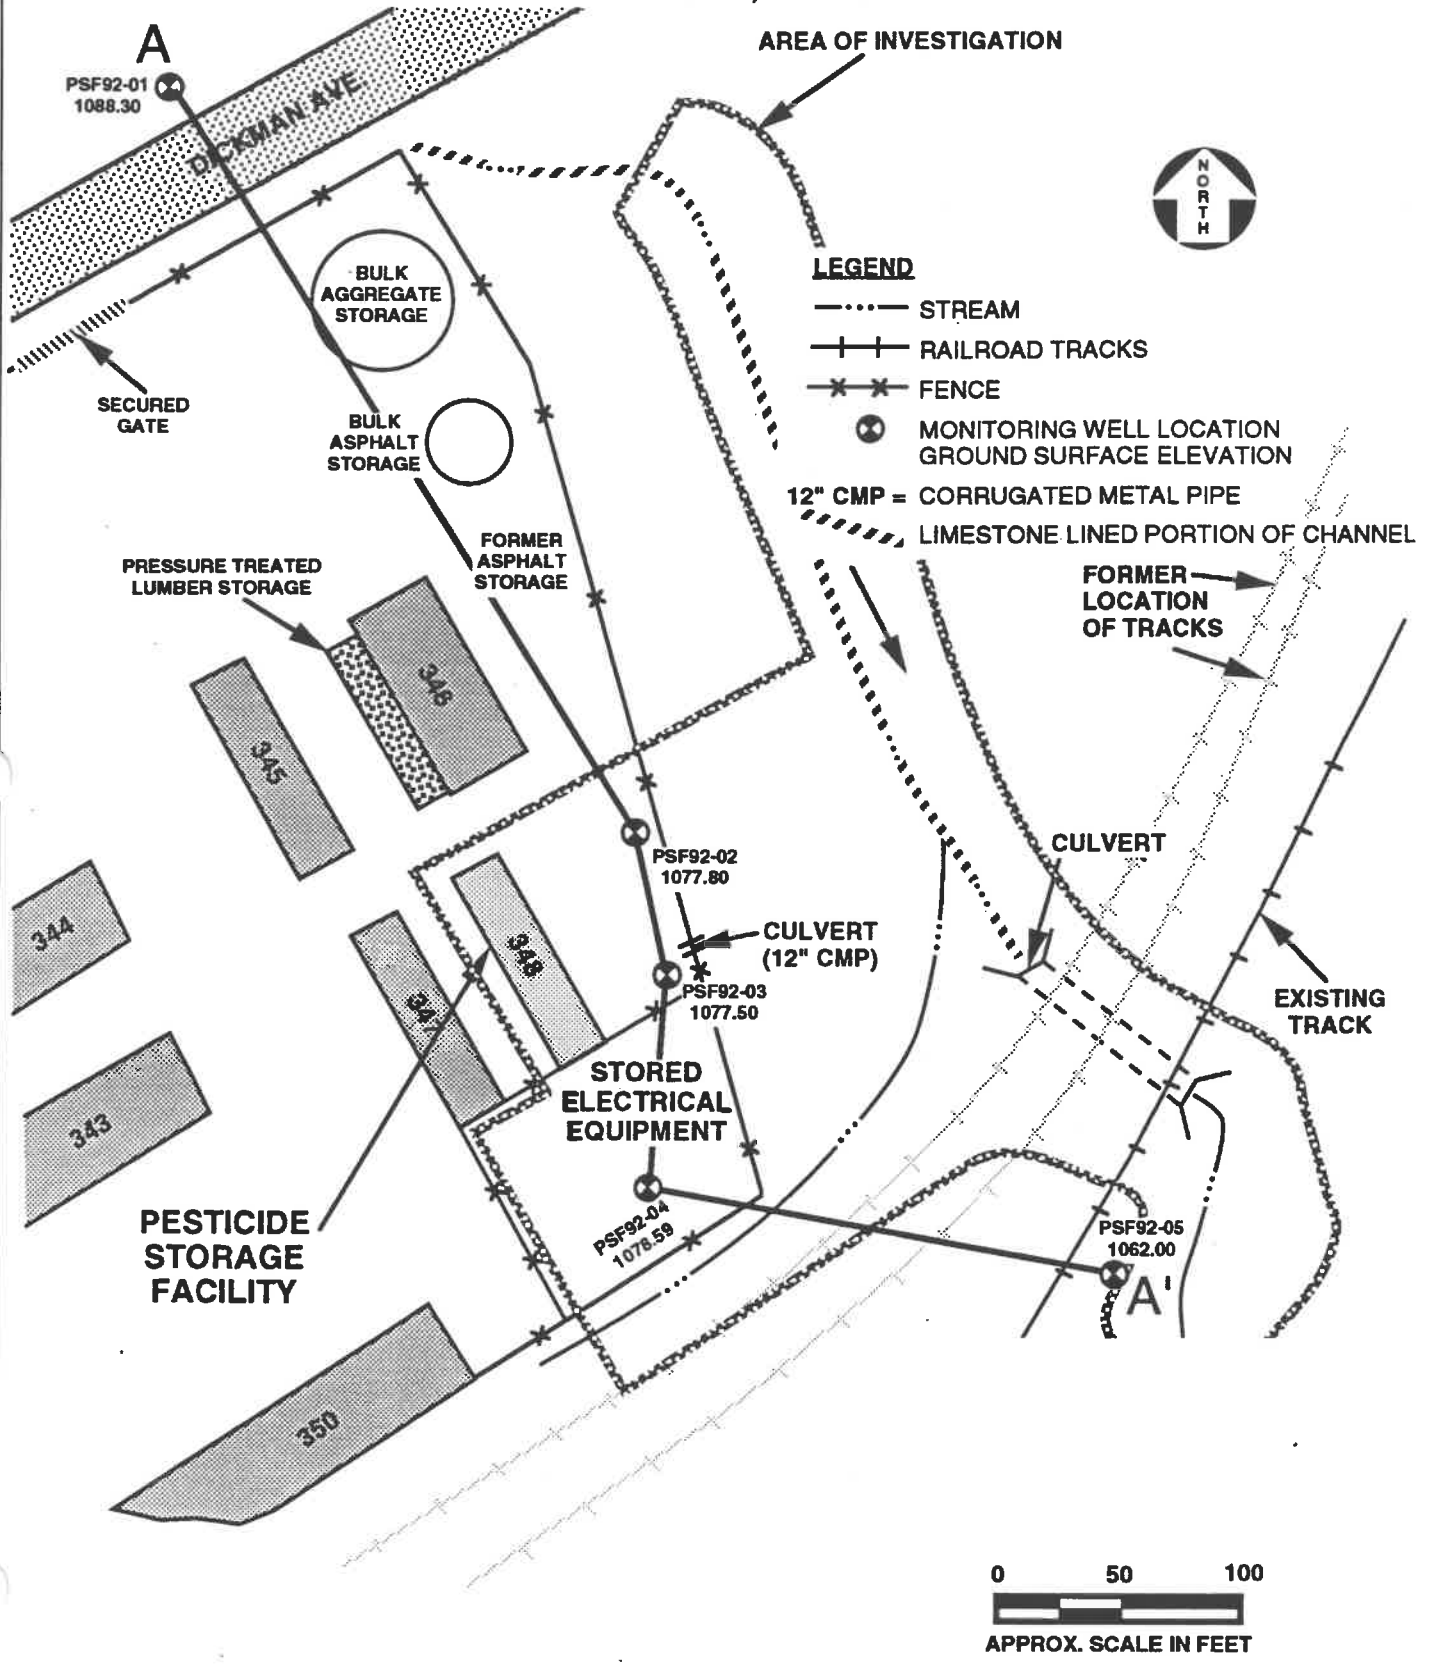 A
PSF92-01
1088.30
DICKMAN AVE.
AREA OF INVESTIGATION
NORTH
BULK
AGGREGATE
STORAGE
SECURED
GATE
BULK
ASPHALT
STORAGE
LEGEND
STREAM
RAILROAD TRACKS
FENCE
MONITORING WELL LOCATION
GROUND SURFACE ELEVATION
12" CMP = CORRUGATED METAL PIPE
LIMESTONE LINED PORTION OF CHANNEL
FORMER
ASPHALT
STORAGE
PRESSURE TREATED
LUMBER STORAGE
FORMER
LOCATION
OF TRACKS
346
345
344
343
347
348
350
PSF92-02
1077.80
CULVERT
CULVERT
(12" CMP)
PSF92-03
1077.50
EXISTING
TRACK
STORED
ELECTRICAL
EQUIPMENT
PESTICIDE
STORAGE
FACILITY
PSF92-04
1078.59
PSF92-05
1062.00
A'
0 50 100
APPROX. SCALE IN FEET